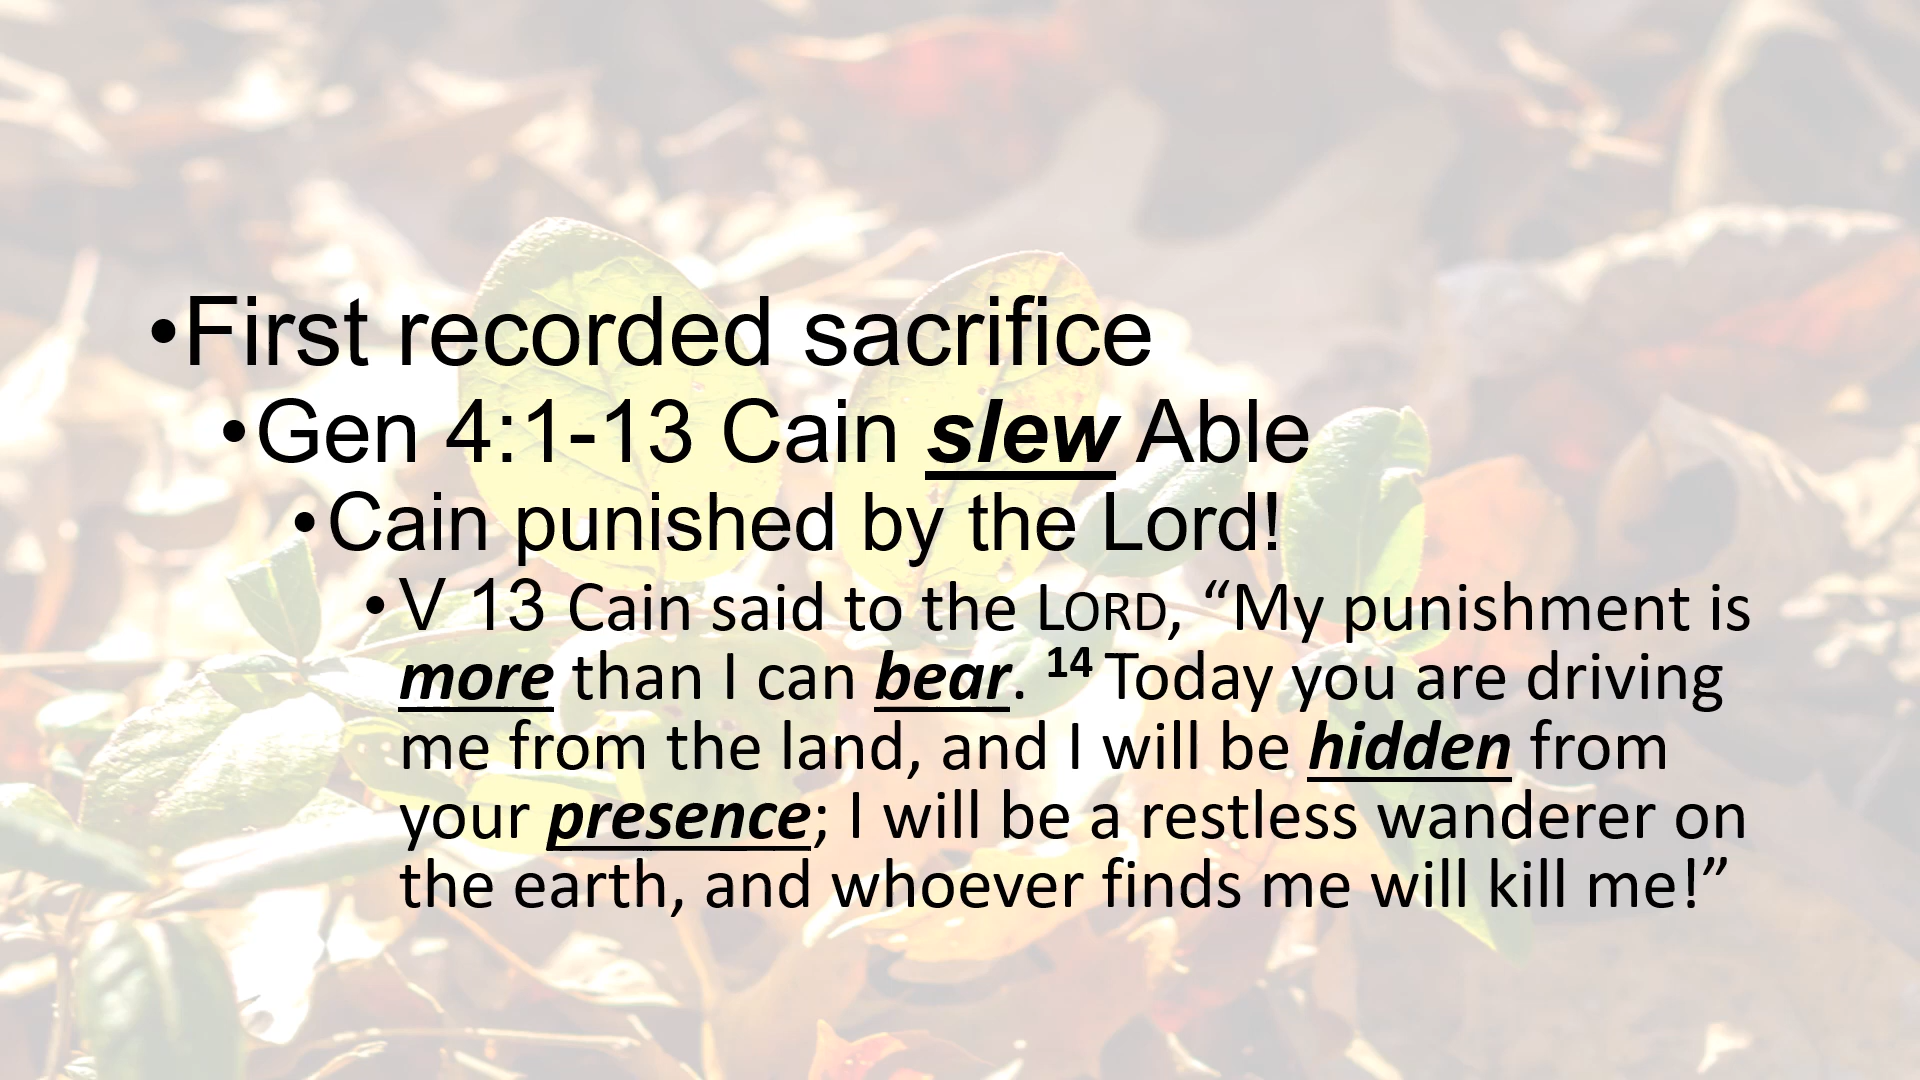 •First recorded sacrifice
•Gen 4:1-13 Cain slew Able
•Cain punished by the Lord!
•V 13 Cain said to the LORD, “My punishment is
more than I can bear. 14 Today you are driving
me from the land, and I will be hidden from
your presence; I will be a restless wanderer on
the earth, and whoever finds me will kill me!”